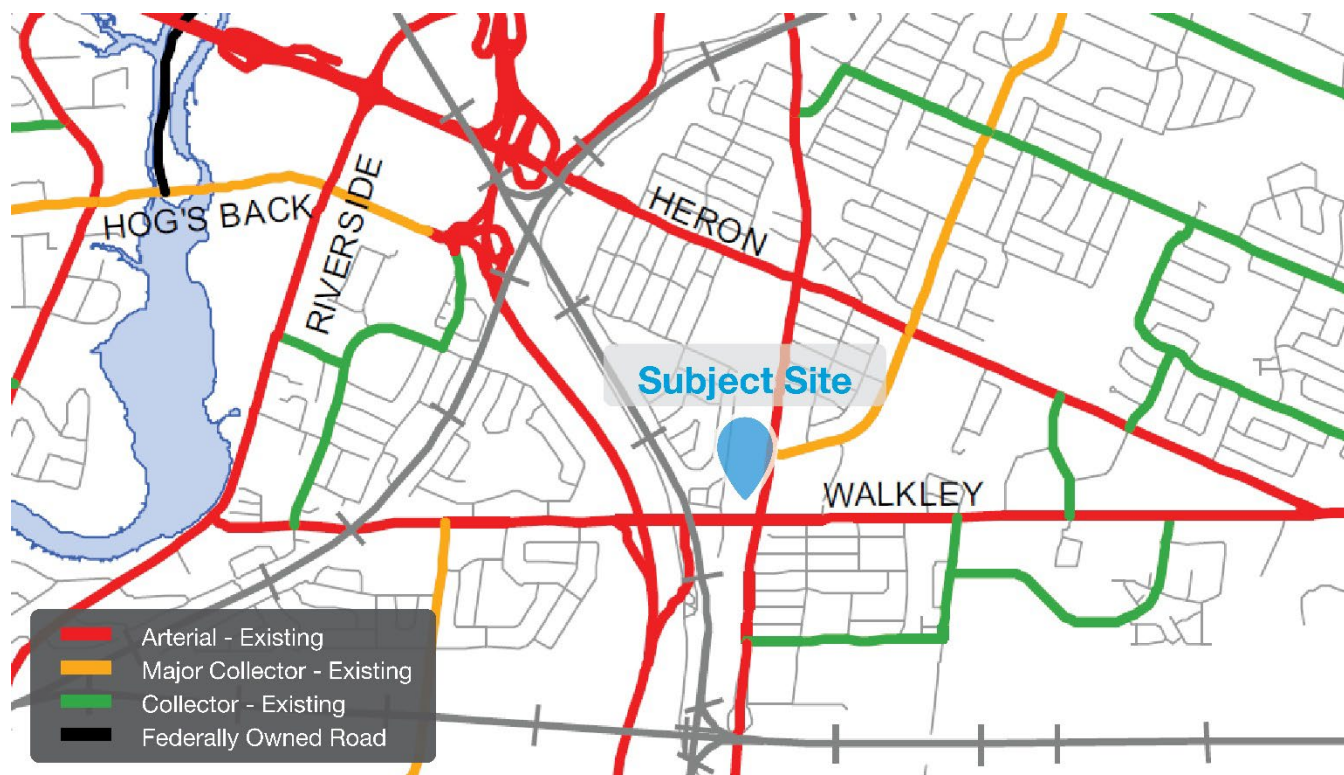 HOG'S BACK
RIVERSIDE
HERON
Subject Site
WALKLEY
Arterial - Existing
Major Collector - Existing
Collector - Existing
Federally Owned Road